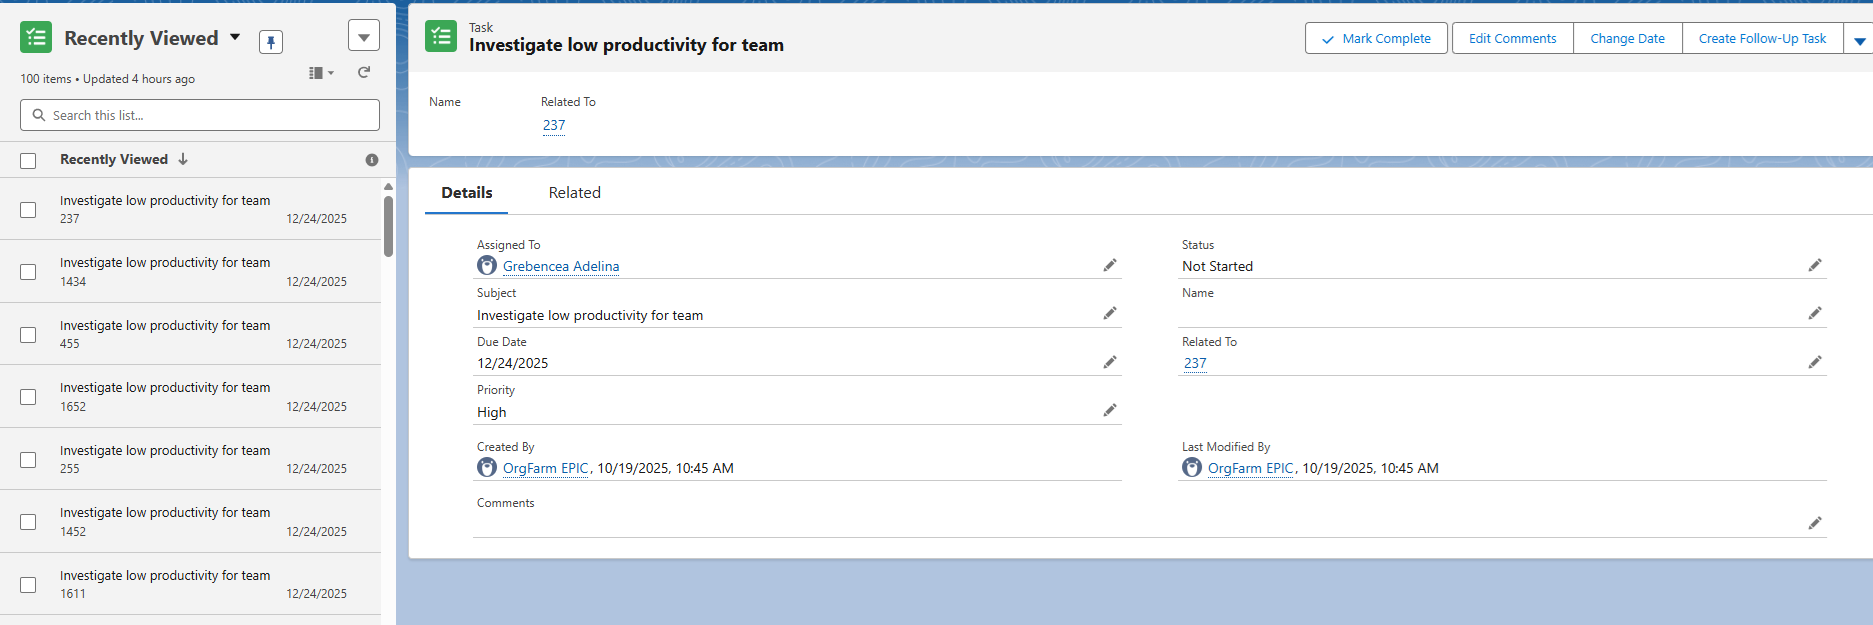 Recently Viewed
100 items • Updated 4 hours ago
Search this list...
Recently Viewed
Investigate low productivity for team
237 12/24/2025
Investigate low productivity for team
1434 12/24/2025
Investigate low productivity for team
455 12/24/2025
Investigate low productivity for team
1652 12/24/2025
Investigate low productivity for team
255 12/24/2025
Investigate low productivity for team
1452 12/24/2025
Investigate low productivity for team
1611 12/24/2025
Task
Investigate low productivity for team
Mark Complete Edit Comments Change Date Create Follow-Up Task
Name Related To
237
Details Related
Assigned To
Grebencea Adelina
Status
Not Started
Subject
Investigate low productivity for team
Name
Due Date
12/24/2025
Related To
237
Priority
High
Created By
OrgFarm EPIC, 10/19/2025, 10:45 AM
Last Modified By
OrgFarm EPIC, 10/19/2025, 10:45 AM
Comments